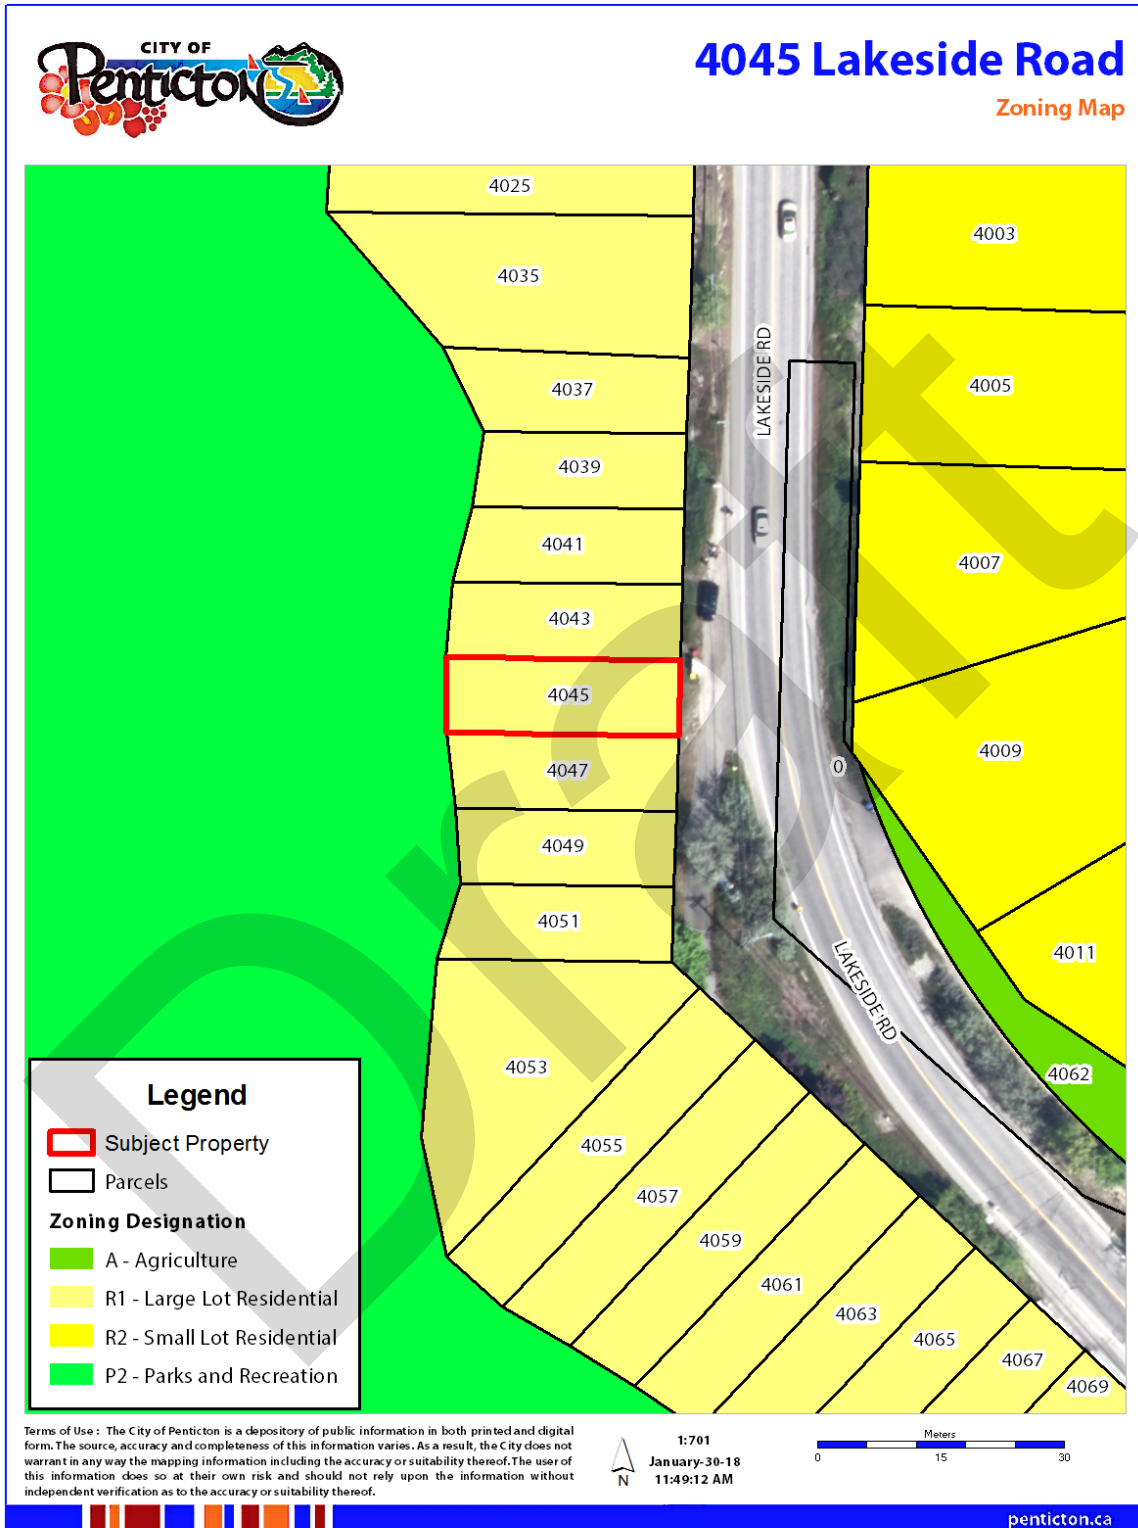 CITY OF
Penticton
4045 Lakeside Road
Zoning Map
4025
4003
4035
LAKESIDE RD
4005
4037
4039
4041
4007
4043
4045
4009
4047
0
4049
4051
4011
LAKESIDE RD
4053
4062
4055
4057
4059
4061
4063
4065
4067
4069
Draft
Legend
Subject Property
Parcels
Zoning Designation
A - Agriculture
R1 - Large Lot Residential
R2 - Small Lot Residential
P2 - Parks and Recreation
Terms of Use : The City of Penticton is a depository of public information in both printed and digital
form. The source, accuracy and completeness of this information varies. As a result, the City does not
warrant in any way the mapping information including the accuracy or suitability thereof. The user of
this information does so at their own risk and should not rely upon the information without
independent verification as to the accuracy or suitability thereof.
N
1:701
January-30-18
11:49:12 AM
Meters
0 15 30
penticton.ca